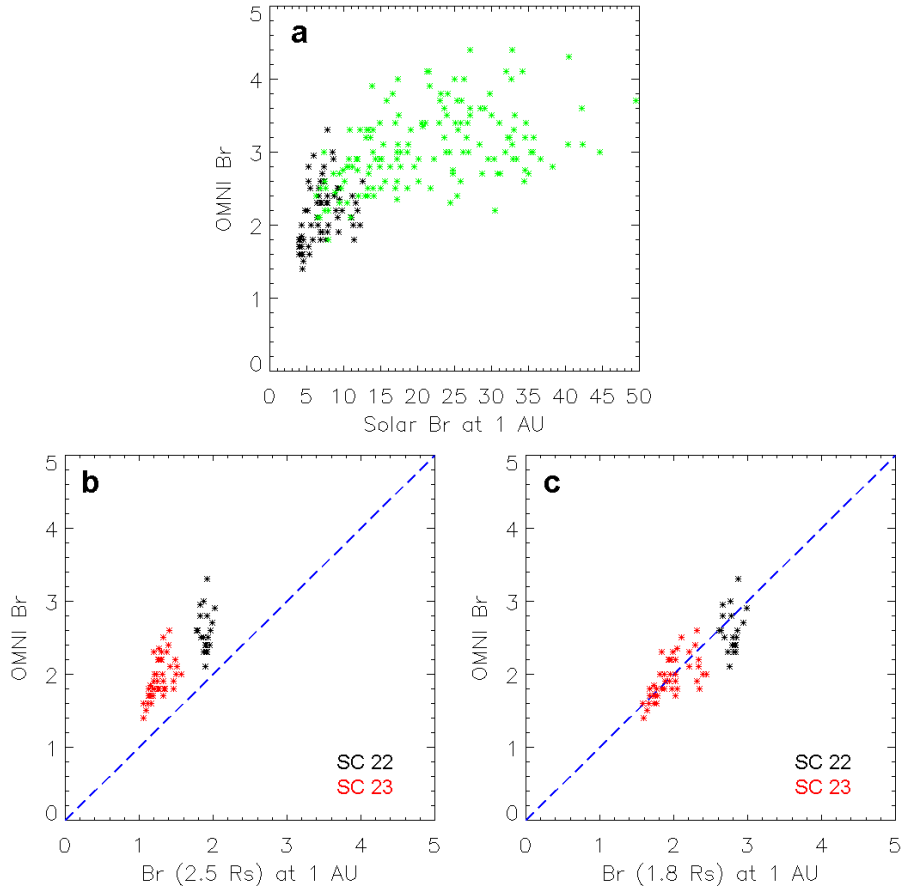 a
5
4
3
2
1
0
OMNI Br
0 5 10 15 20 25 30 35 40 45 50
Solar Br at 1 AU
b
5
4
3
2
1
0
OMNI Br
SC 22
SC 23
0 1 2 3 4 5
Br (2.5 Rs) at 1 AU
c
5
4
3
2
1
0
OMNI Br
SC 22
SC 23
0 1 2 3 4 5
Br (1.8 Rs) at 1 AU